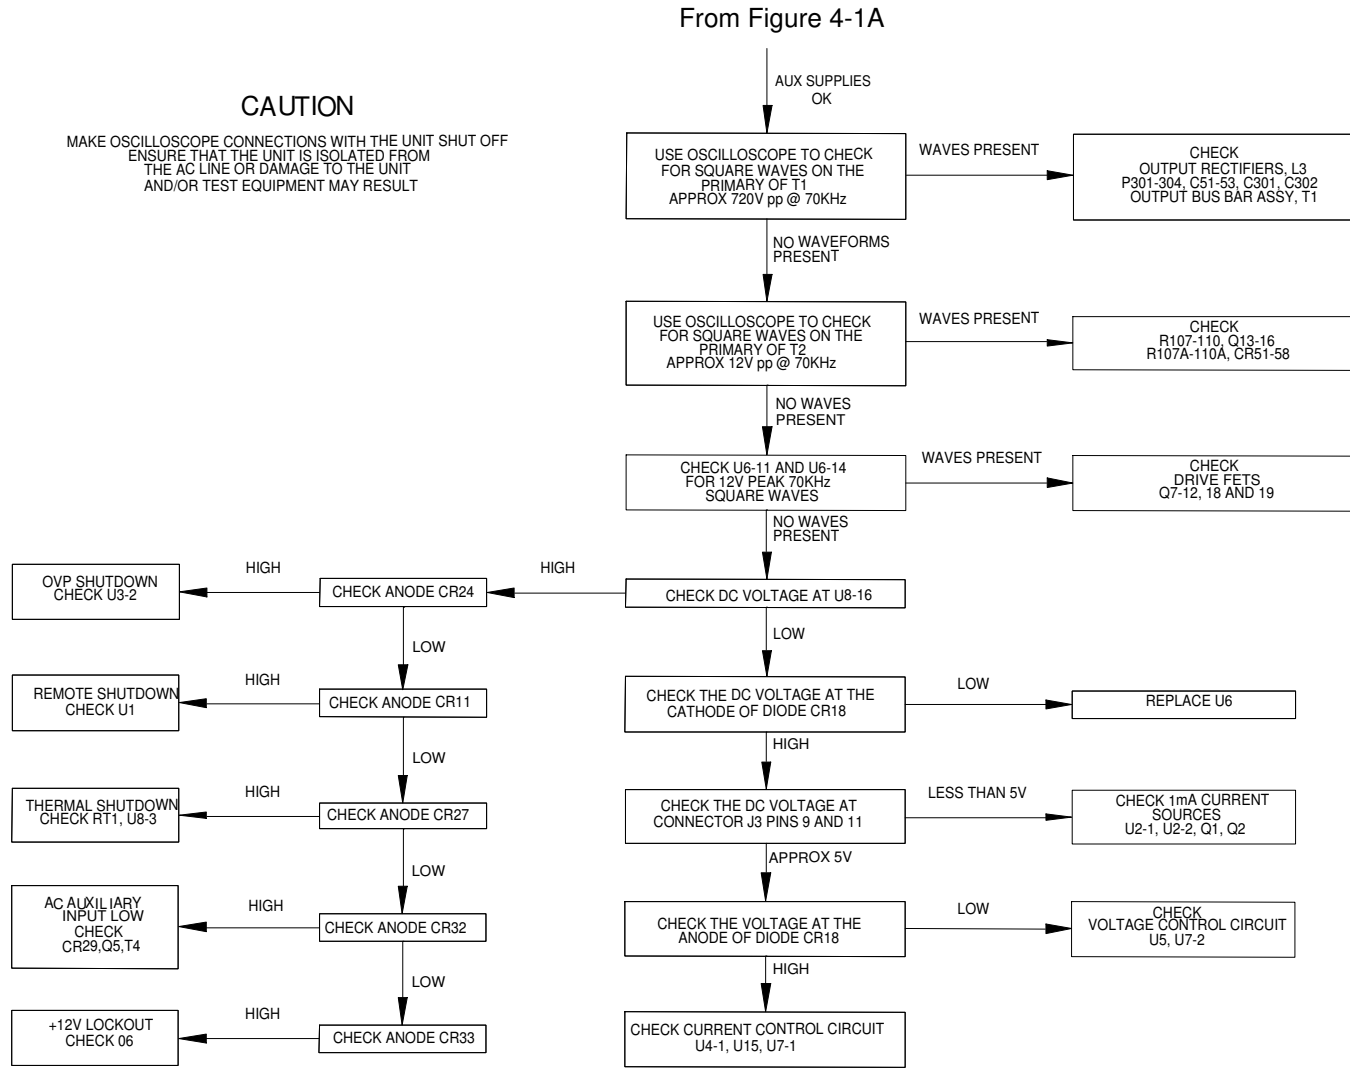 From Figure 4-1A
AUX SUPPLIES
OK
CAUTION
MAKE OSCILLOSCOPE CONNECTIONS WITH THE UNIT SHUT OFF
ENSURE THAT THE UNIT IS ISOLATED FROM
THE AC LINE OR DAMAGE TO THE UNIT
AND/OR TEST EQUIPMENT MAY RESULT
USE OSCILLOSCOPE TO CHECK
FOR SQUARE WAVES ON THE
PRIMARY OF T1
APPROX 720V pp @ 70KHz
WAVES PRESENT
CHECK
OUTPUT RECTIFIERS, L3
P301-304, C51-53, C301, C302
OUTPUT BUS BAR ASSY, T1
NO WAVEFORMS
PRESENT
USE OSCILLOSCOPE TO CHECK
FOR SQUARE WAVES ON THE
PRIMARY OF T2
APPROX 12V pp @ 70KHz
WAVES PRESENT
CHECK
R107-110, Q13-16
R107A-110A, CR51-58
NO WAVES
PRESENT
CHECK U6-11 AND U6-14
FOR 12V PEAK 70KHz
SQUARE WAVES
WAVES PRESENT
CHECK
DRIVE FETS
Q7-12, 18 AND 19
NO WAVES
PRESENT
OVP SHUTDOWN
CHECK U3-2
HIGH
CHECK ANODE CR24
HIGH
CHECK DC VOLTAGE AT U8-16
LOW
LOW
REMOTE SHUTDOWN
CHECK U1
HIGH
CHECK ANODE CR11
CHECK THE DC VOLTAGE AT THE
CATHODE OF DIODE CR18
LOW
REPLACE U6
LOW
HIGH
THERMAL SHUTDOWN
CHECK RT1, U8-3
HIGH
CHECK ANODE CR27
CHECK THE DC VOLTAGE AT
CONNECTOR J3 PINS 9 AND 11
LESS THAN 5V
CHECK 1mA CURRENT
SOURCES
U2-1, U2-2, Q1, Q2
LOW
APPROX 5V
AC AUXILIARY
INPUT LOW
CHECK
CR29,Q5,T4
HIGH
CHECK ANODE CR32
CHECK THE VOLTAGE AT THE
ANODE OF DIODE CR18
LOW
CHECK
VOLTAGE CONTROL CIRCUIT
U5, U7-2
LOW
HIGH
+12V LOCKOUT
CHECK 06
HIGH
CHECK ANODE CR33
CHECK CURRENT CONTROL CIRCUIT
U4-1, U15, U7-1